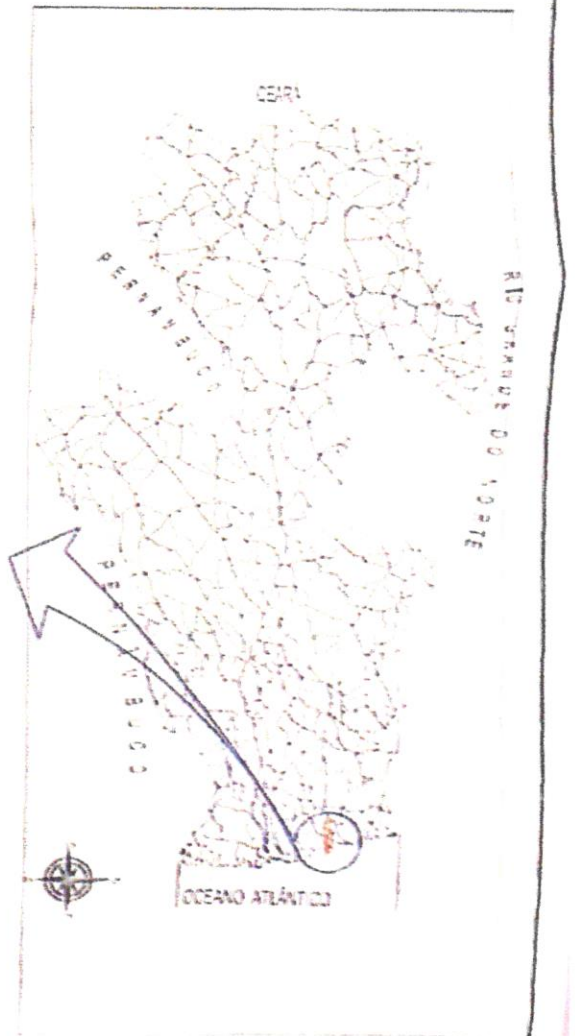 CEARÁ
PERNAMBUCO
RIO GRANDE DO NORTE
PERNAMBUCO
OCEANO ATLÂNTICO